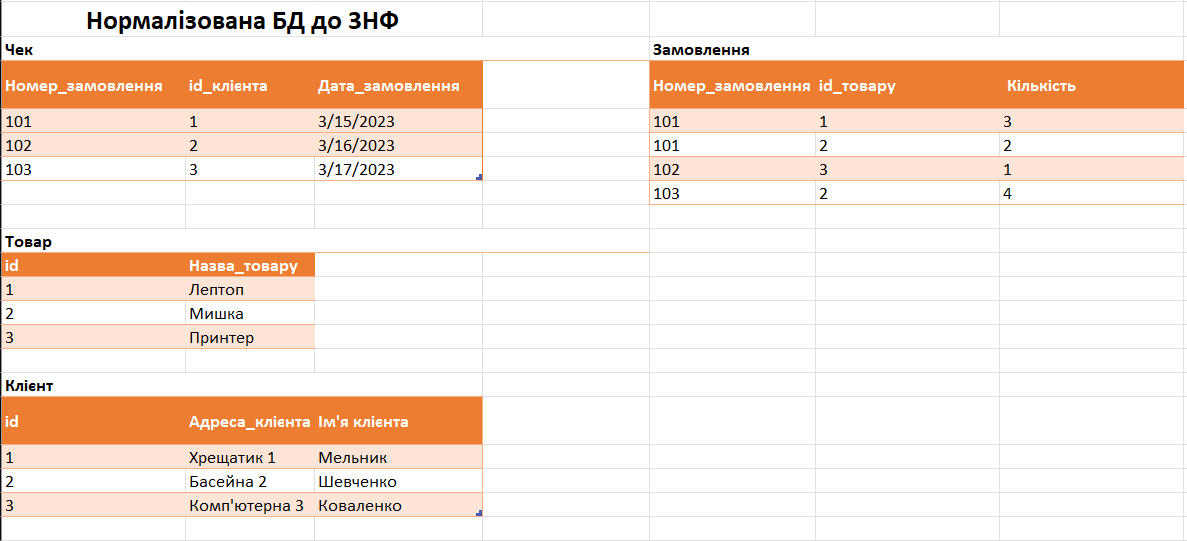 Нормалізована БД до 3НФ
Чек Замовлення
Номер_замовлення id_клієнта Дата_замовлення Номер_замовлення id_товару Кількість
101 1 3/15/2023 101 1 3
102 2 3/16/2023 101 2 2
103 3 3/17/2023 102 3 1
103 2 4
Товар
id Назва_товару
1 Лептоп
2 Мишка
3 Принтер
Клієнт
id Адреса_клієнта Ім'я клієнта
1 Хрещатик 1 Мельник
2 Басейна 2 Шевченко
3 Комп'ютерна 3 Коваленко